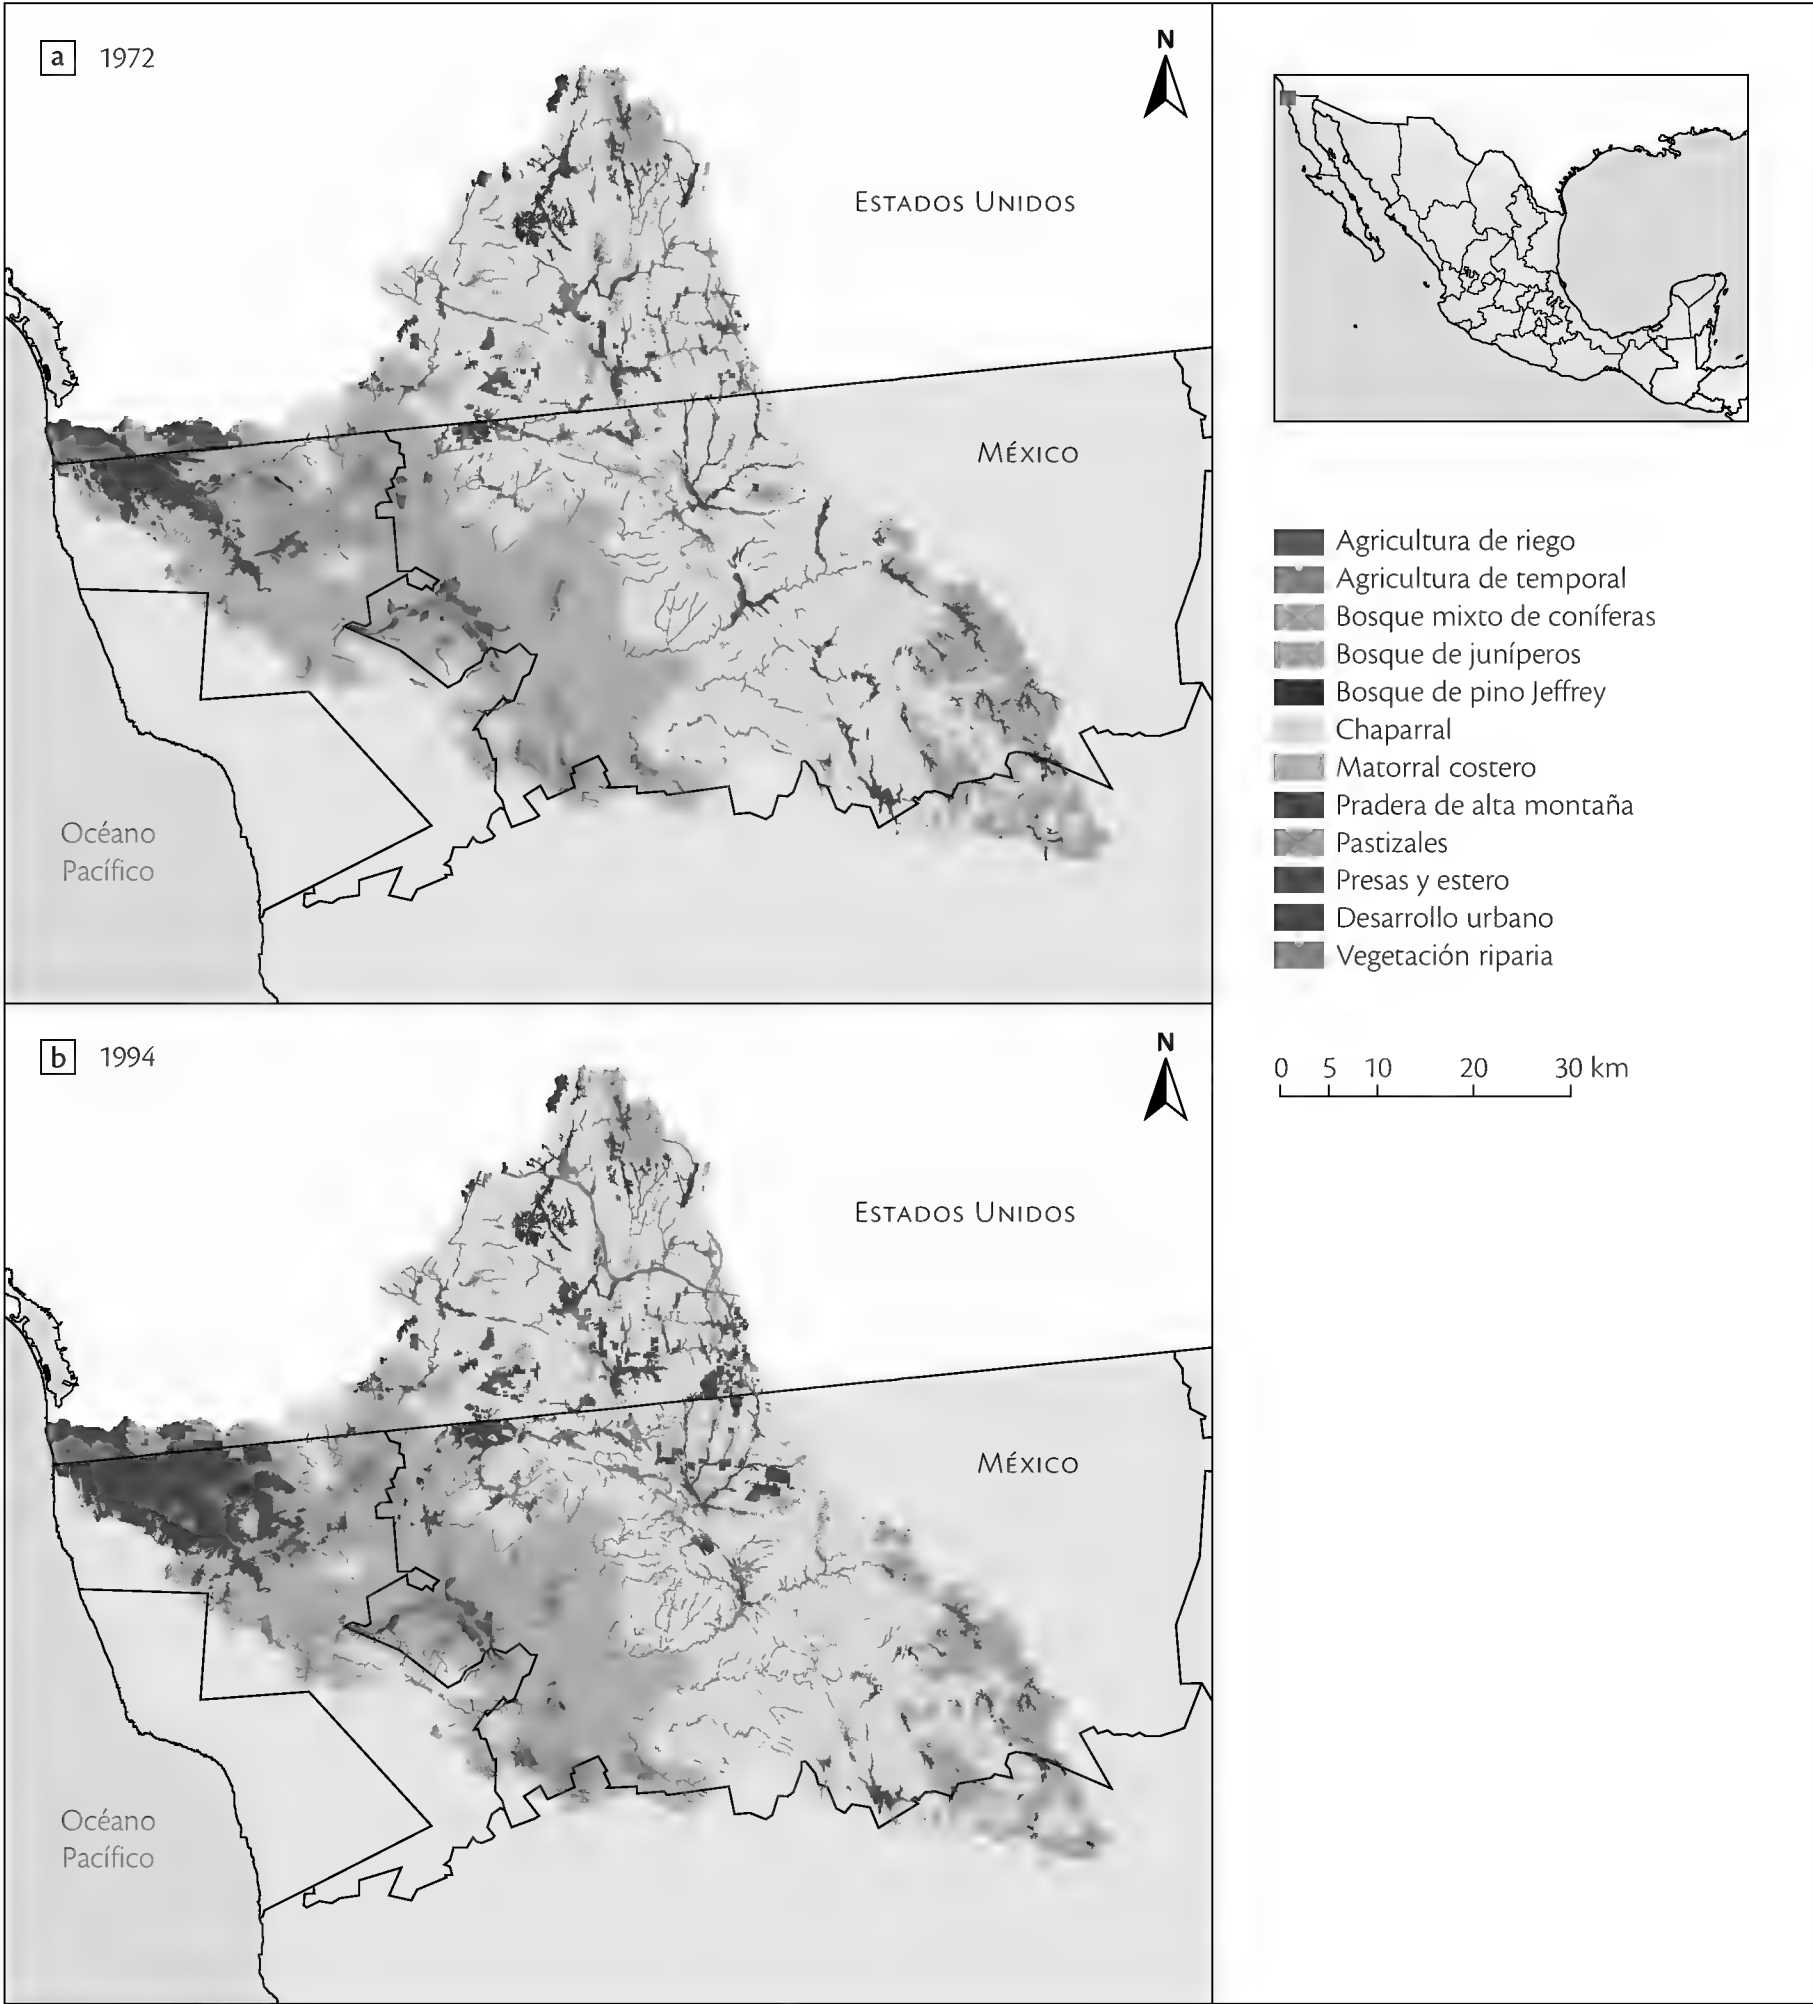 a 1972
N
ESTADOS UNIDOS
MÉXICO
Océano
Pacífico
b 1994
N
ESTADOS UNIDOS
MÉXICO
Océano
Pacífico
Agricultura de riego
Agricultura de temporal
Bosque mixto de coníferas
Bosque de juníperos
Bosque de pino Jeffrey
Chaparral
Matorral costero
Pradera de alta montaña
Pastizales
Presas y estero
Desarrollo urbano
Vegetación riparia
0 5 10 20 30 km